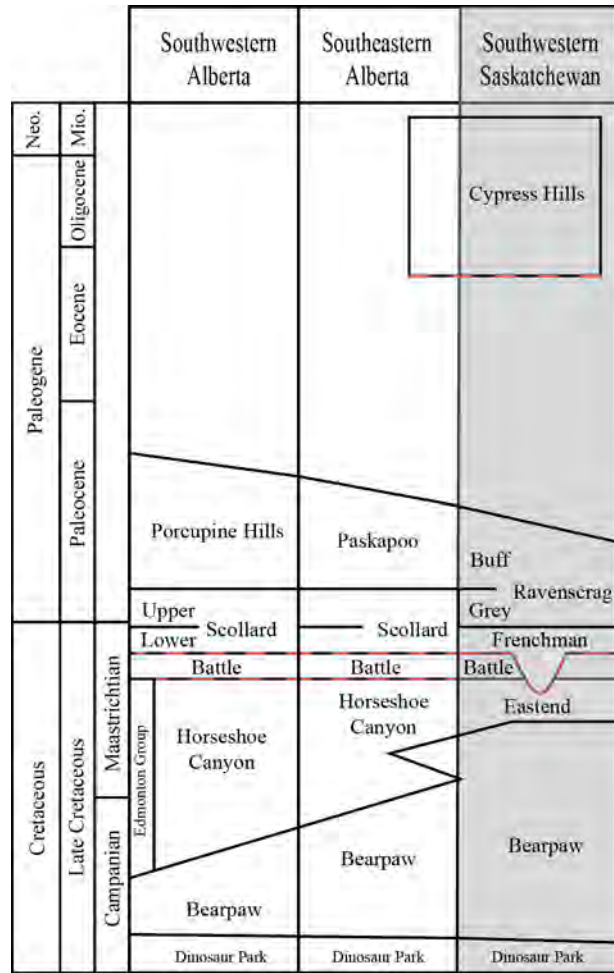 Southwestern
Alberta
Southeastern
Alberta
Southwestern
Saskatchewan
Neo.
Mio.
Paleogene
Oligocene
Eocene
Paleocene
Cretaceous
Late Cretaceous
Maastrichtian
Campanian
Edmonton Group
Cypress Hills
Porcupine Hills
Paskapoo
Buff
Ravenscrag
Grey
Upper
Scollard
Lower
Scollard
Frenchman
Battle
Battle
Battle
Eastend
Horseshoe
Canyon
Horseshoe
Canyon
Bearpaw
Bearpaw
Bearpaw
Dinosaur Park
Dinosaur Park
Dinosaur Park